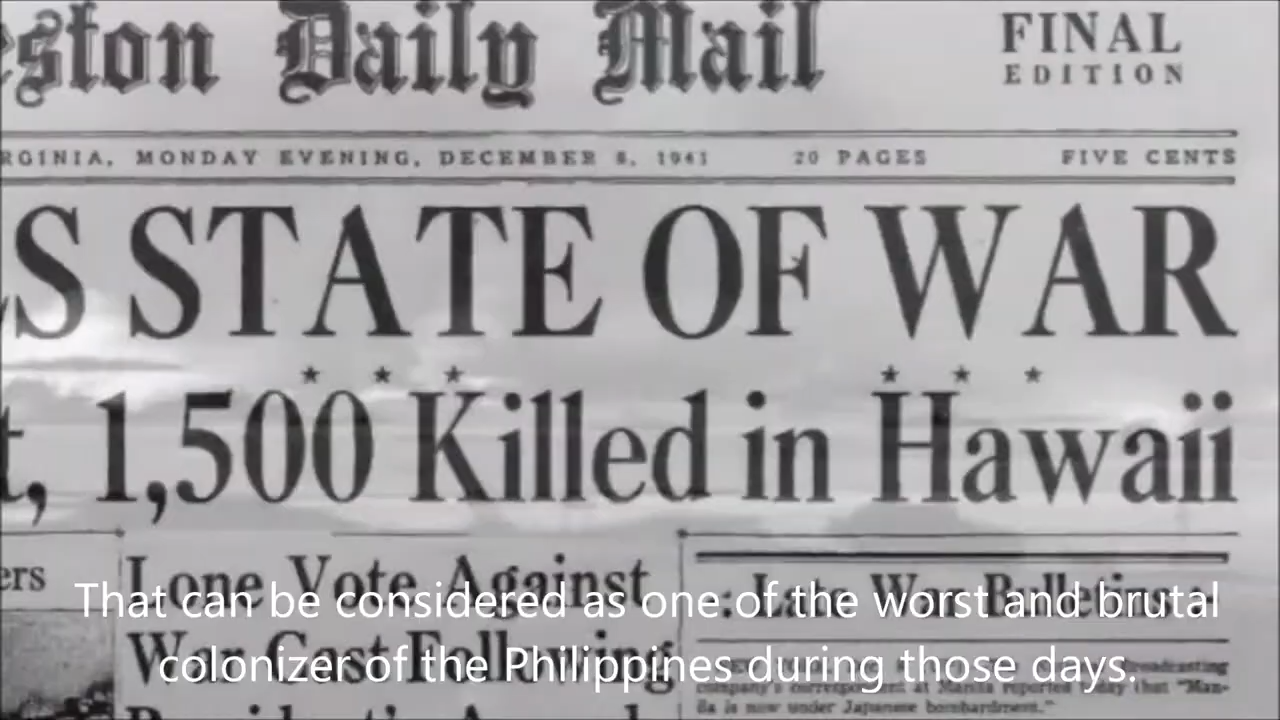 eston Daily Mail
FINAL
EDITION
RGINIA, MONDAY EVENING, DECEMBER 8, 1941 20 PAGES FIVE CENTS
S STATE OF WAR
★ ★ ★ ★ ★ ★
t, 1,500 Killed in Hawaii
ers
Lone Vote Against
War Cast Following
: Late War Bulletins :
company's correspondent at Manila reported today that "Man-
ila is now under Japanese bombardment."
That can be considered as one of the worst and brutal
colonizer of the Philippines during those days.